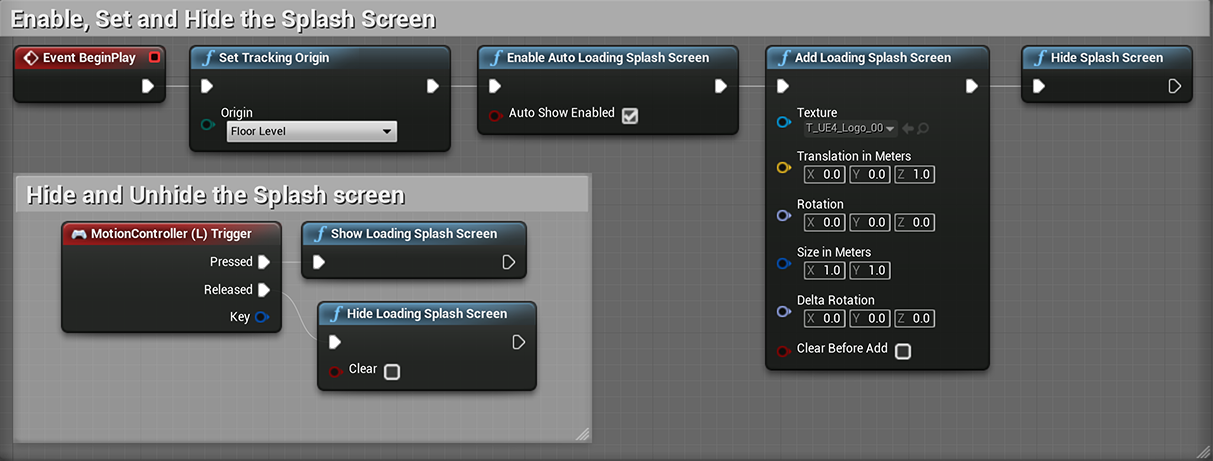 Enable, Set and Hide the Splash Screen
Event BeginPlay
Set Tracking Origin
Origin
Floor Level
Enable Auto Loading Splash Screen
Auto Show Enabled
Add Loading Splash Screen
Texture
T_UE4_Logo_00
Translation in Meters
X 0.0 Y 0.0 Z 1.0
Rotation
X 0.0 Y 0.0 Z 0.0
Size in Meters
X 1.0 Y 1.0
Delta Rotation
X 0.0 Y 0.0 Z 0.0
Clear Before Add
Hide Splash Screen
Hide and Unhide the Splash screen
MotionController (L) Trigger
Pressed
Released
Key
Show Loading Splash Screen
Hide Loading Splash Screen
Clear